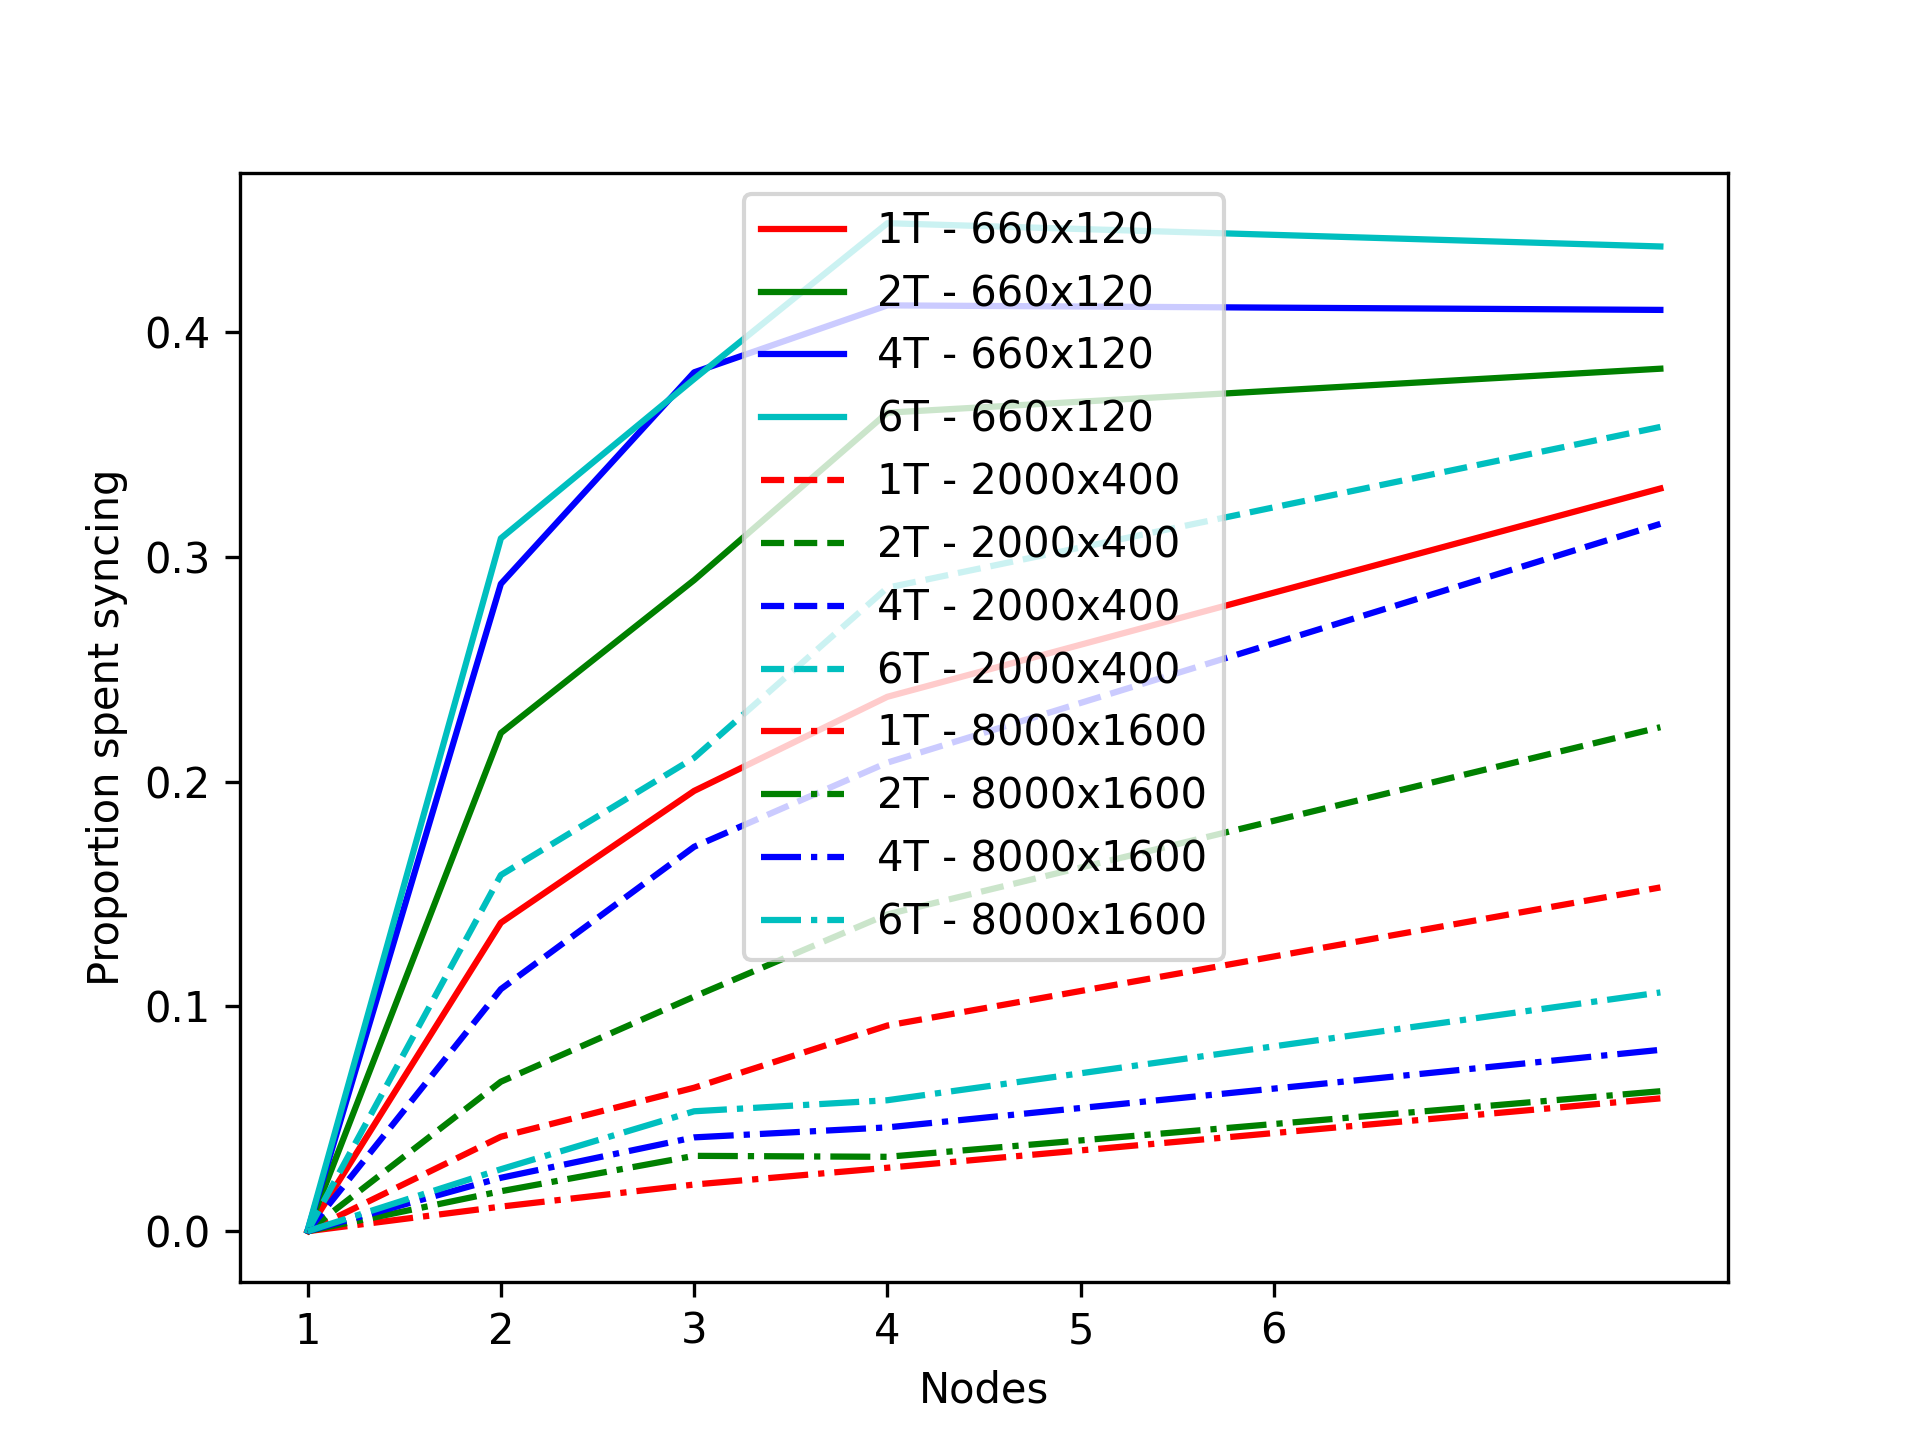 1T - 660x120
2T - 660x120
4T - 660x120
6T - 660x120
1T - 2000x400
2T - 2000x400
4T - 2000x400
6T - 2000x400
1T - 8000x1600
2T - 8000x1600
4T - 8000x1600
6T - 8000x1600
0.4
0.3
0.2
0.1
0.0
Proportion spent syncing
1 2 3 4 5 6
Nodes